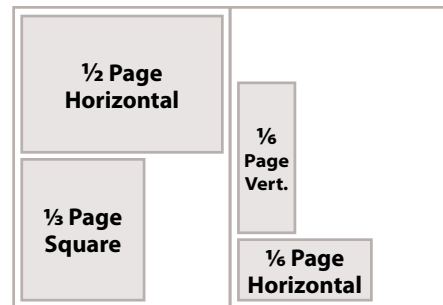 ½ Page
Horizontal
⅓ Page
Square
⅙
Page
Vert.
⅙ Page
Horizontal